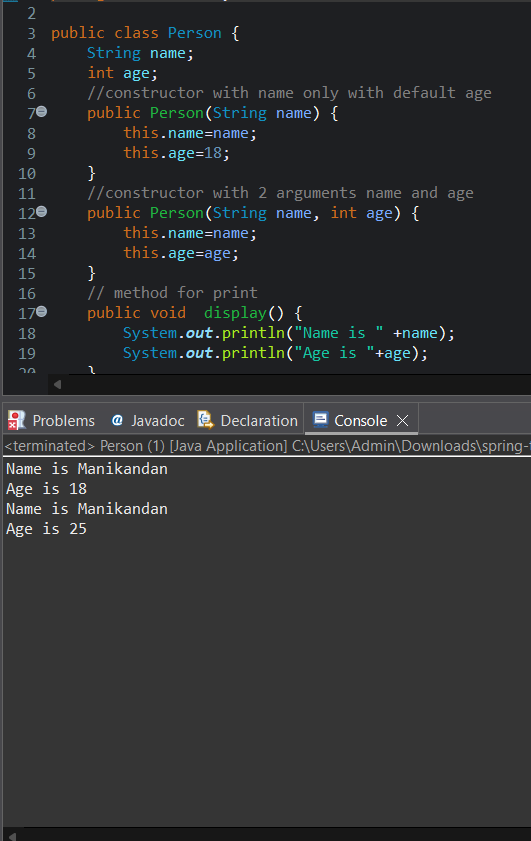 2
3 public class Person {
4 String name;
5 int age;
6 //constructor with name only with default age
7 public Person(String name) {
8 this.name=name;
9 this.age=18;
10 }
11 //constructor with 2 arguments name and age
12 public Person(String name, int age) {
13 this.name=name;
14 this.age=age;
15 }
16 // method for print
17 public void  display() {
18 System.out.println("Name is " +name);
19 System.out.println("Age is "+age);
20 }
Problems @ Javadoc Declaration Console
<terminated> Person (1) [Java Application] C:\Users\Admin\Downloads\spring-
Name is Manikandan
Age is 18
Name is Manikandan
Age is 25